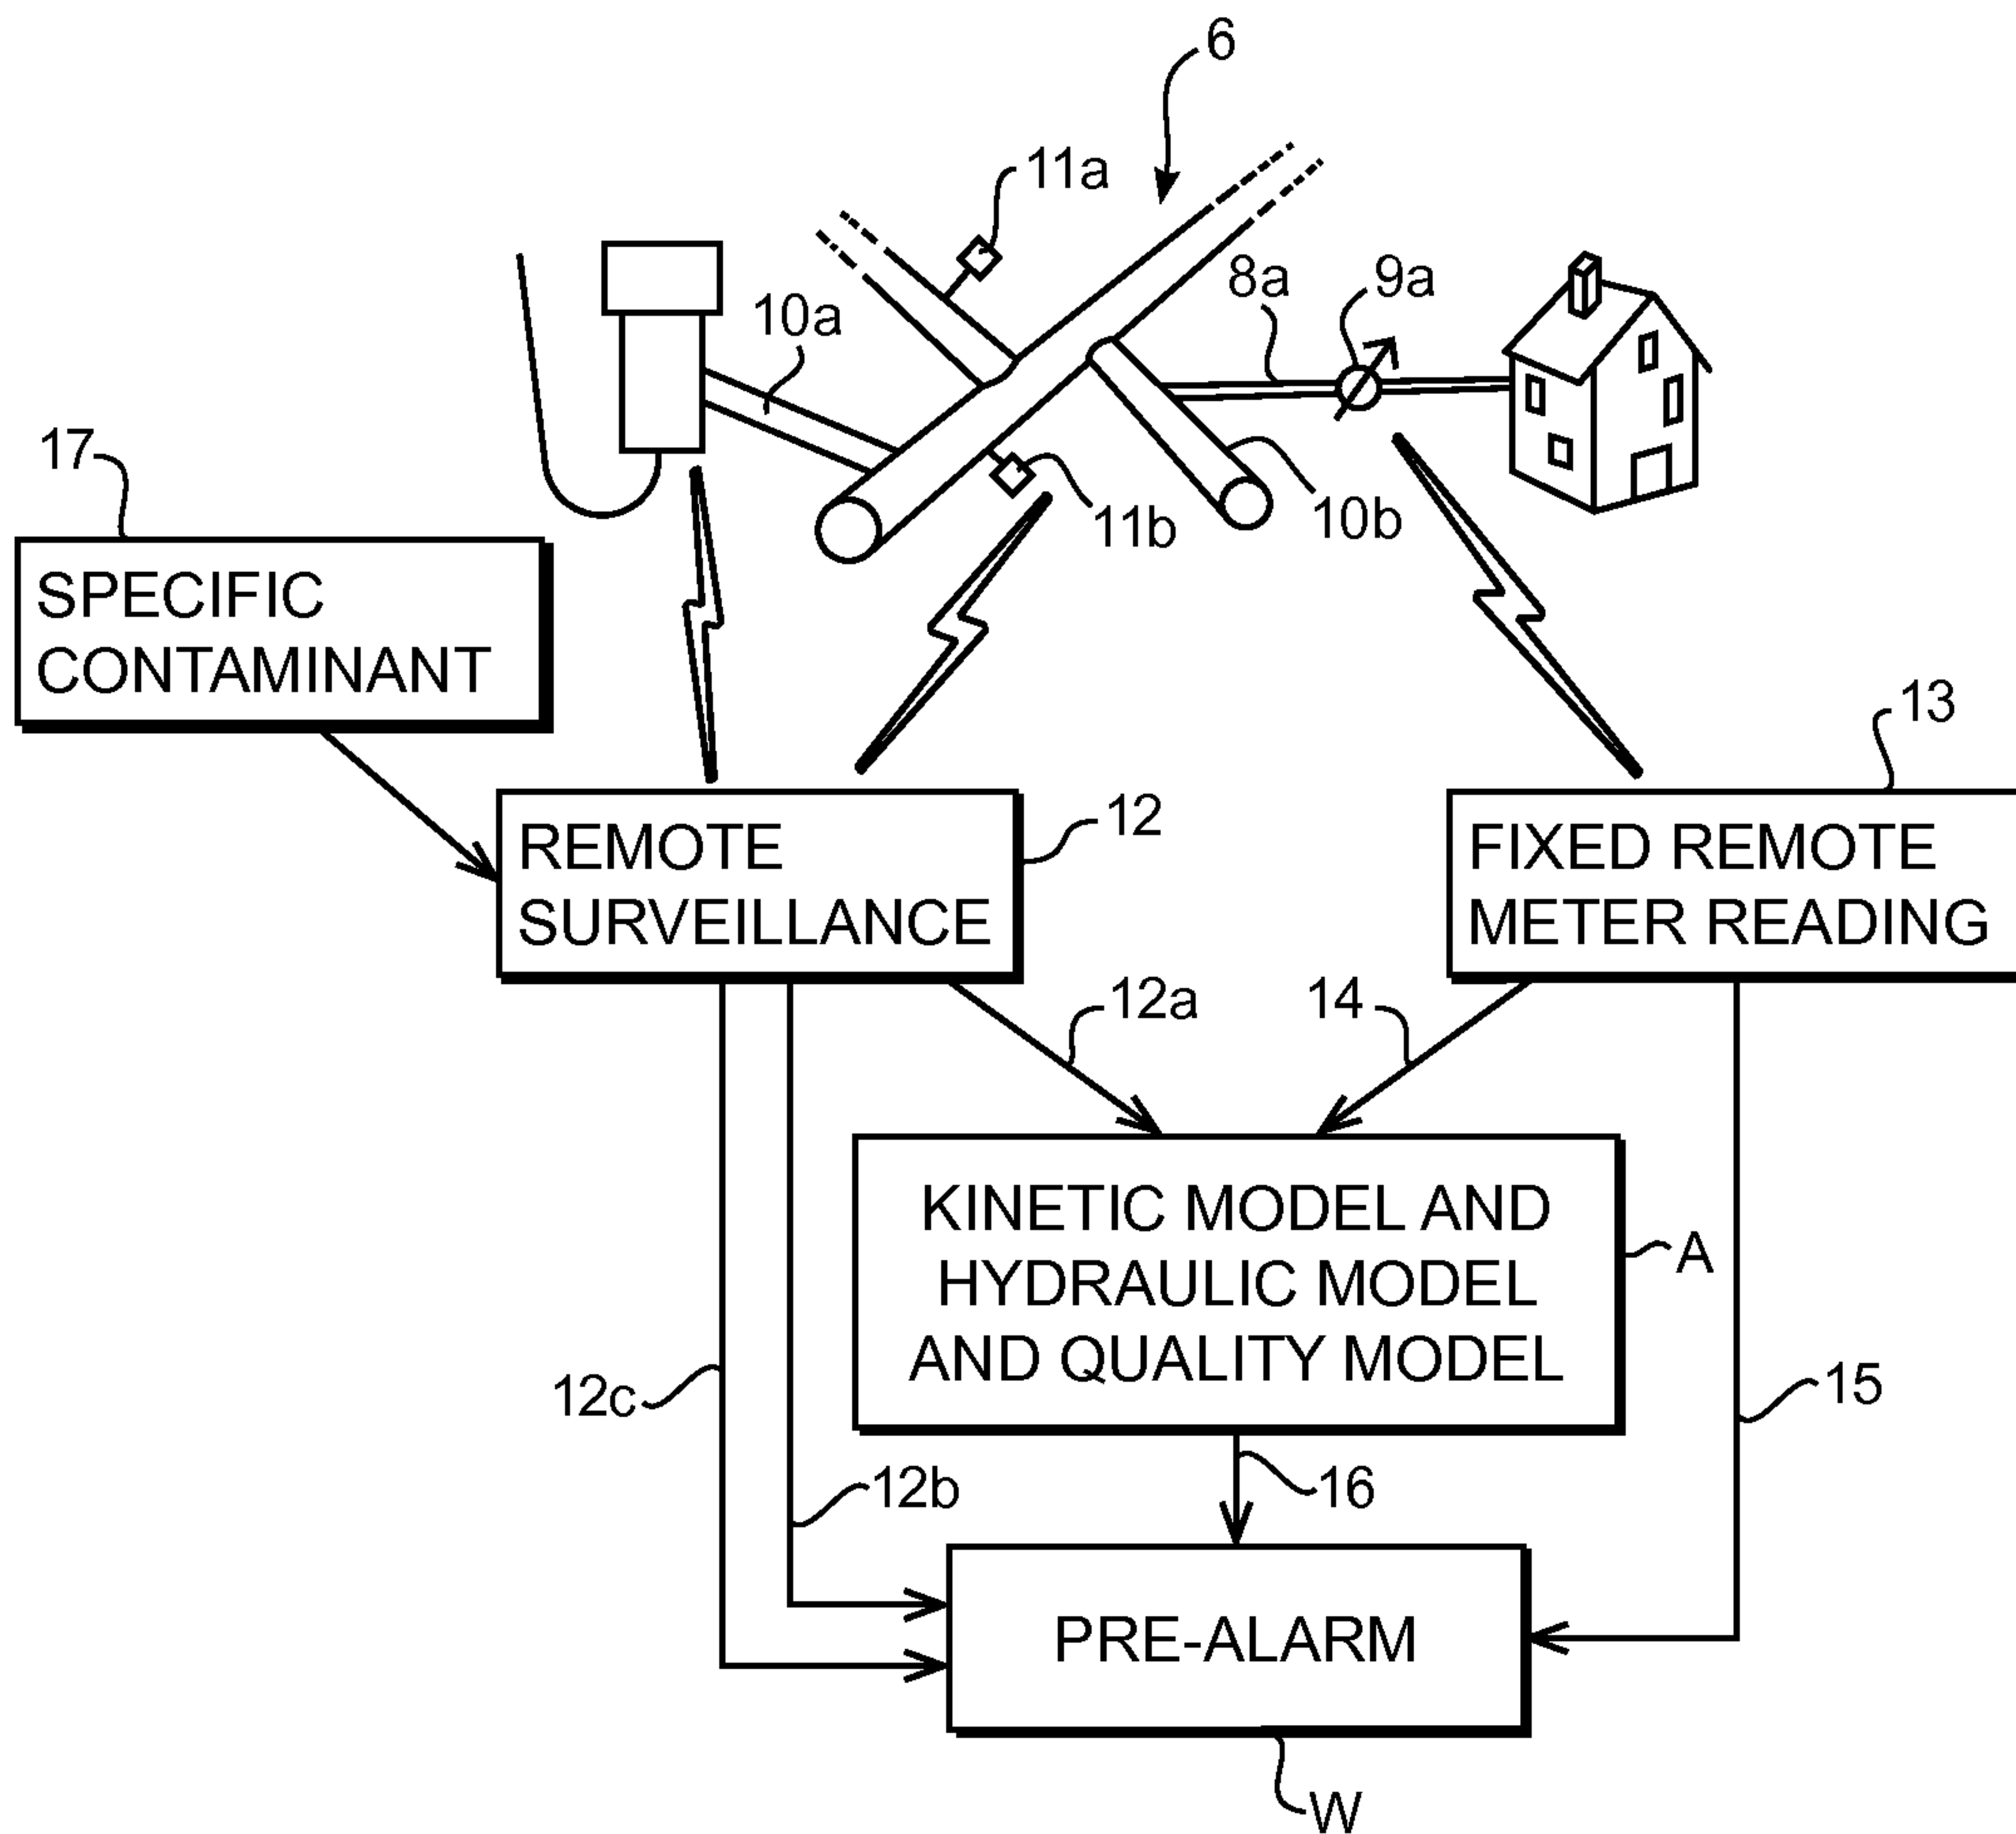 6
11a
8a
9a
10a
17
11b
10b
SPECIFIC
CONTAMINANT
13
12
REMOTE
SURVEILLANCE
FIXED REMOTE
METER READING
12a
14
KINETIC MODEL AND
HYDRAULIC MODEL
AND QUALITY MODEL
A
12c
15
12b
16
PRE-ALARM
W